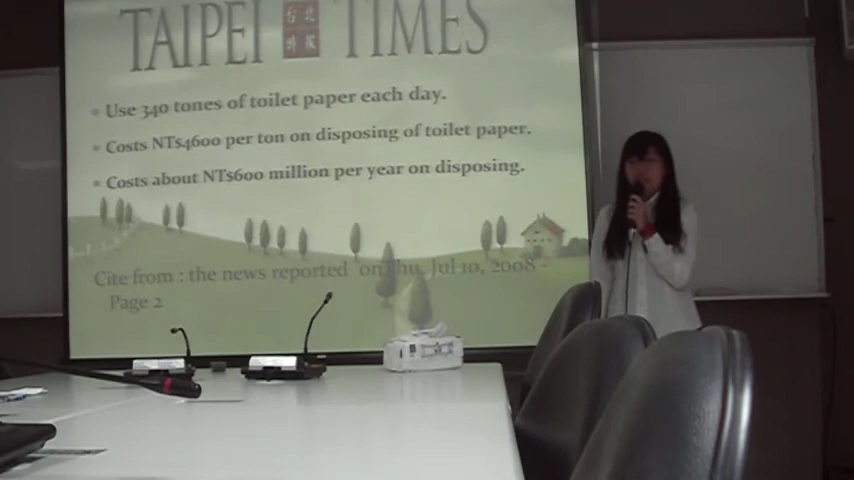 TAIPEI 台北時報 TIMES
Use 340 tones of toilet paper each day.
Costs NT$4600 per ton on disposing of toilet paper.
Costs about NT$600 million per year on disposing.
Cite from : the news reported on Thu, Jul 10, 2008 -
Page 2